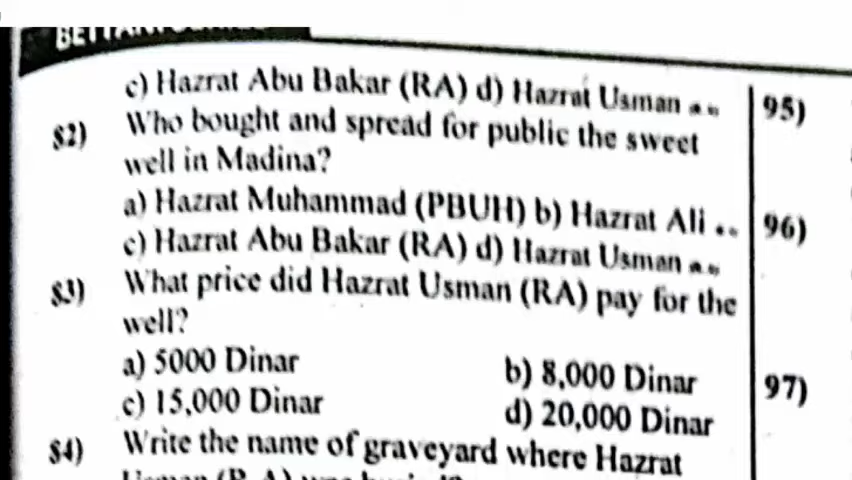 c) Hazrat Abu Bakar (RA) d) Hazrat Usman
82) Who bought and spread for public the sweet
well in Madina?
a) Hazrat Muhammad (PBUH) b) Hazrat Ali
c) Hazrat Abu Bakar (RA) d) Hazrat Usman
83) What price did Hazrat Usman (RA) pay for the
well?
a) 5000 Dinar b) 8,000 Dinar
c) 15,000 Dinar d) 20,000 Dinar
84) Write the name of graveyard where Hazrat
95)
96)
97)